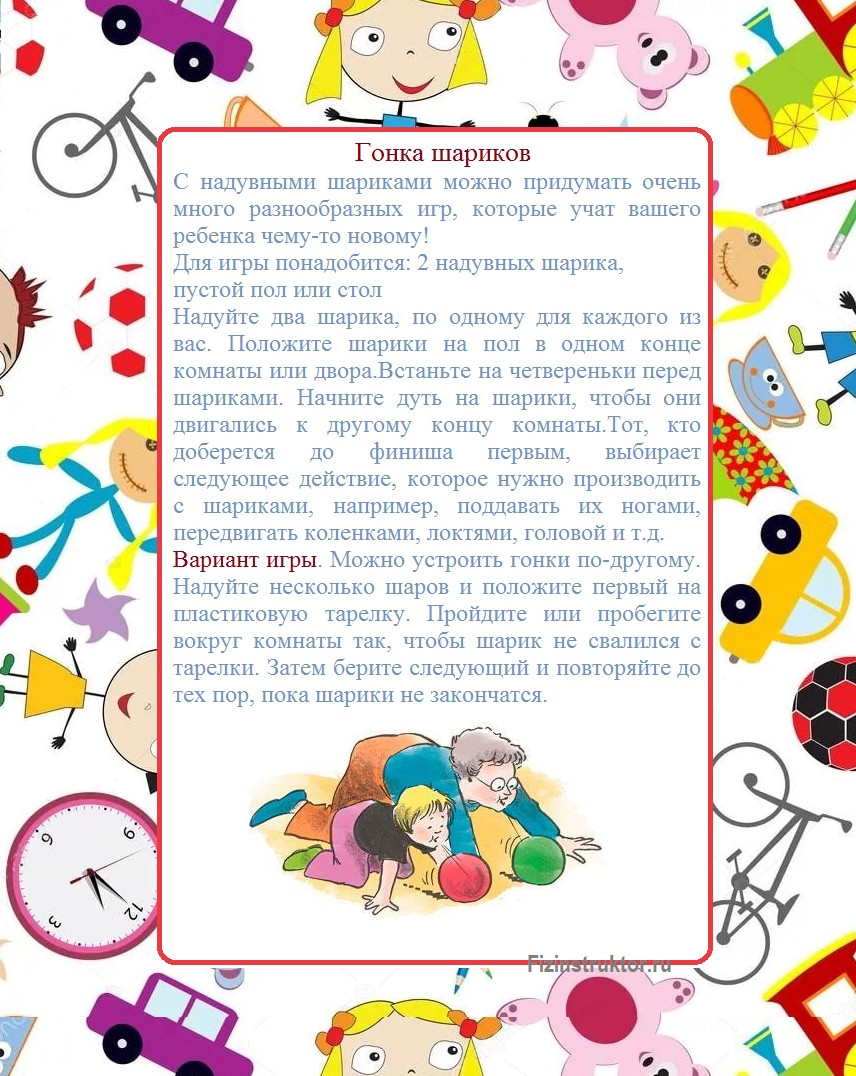 Гонка шариков
С надувными шариками можно придумать очень
много разнообразных игр, которые учат вашего
ребенка чему-то новому!
Для игры понадобится: 2 надувных шарика,
пустой пол или стол
Надуйте два шарика, по одному для каждого из
вас. Положите шарики на пол в одном конце
комнаты или двора.Встаньте на четвереньки перед
шариками. Начните дуть на шарики, чтобы они
двигались к другому концу комнаты.Тот, кто
доберется до финиша первым, выбирает
следующее действие, которое нужно производить
с шариками, например, поддавать их ногами,
передвигать коленками, локтями, головой и т.д.
Вариант игры. Можно устроить гонки по-другому.
Надуйте несколько шаров и положите первый на
пластиковую тарелку. Пройдите или пробегите
вокруг комнаты так, чтобы шарик не свалился с
тарелки. Затем берите следующий и повторяйте до
тех пор, пока шарики не закончатся.
9
6
12
3
Fizinstruktor.ru